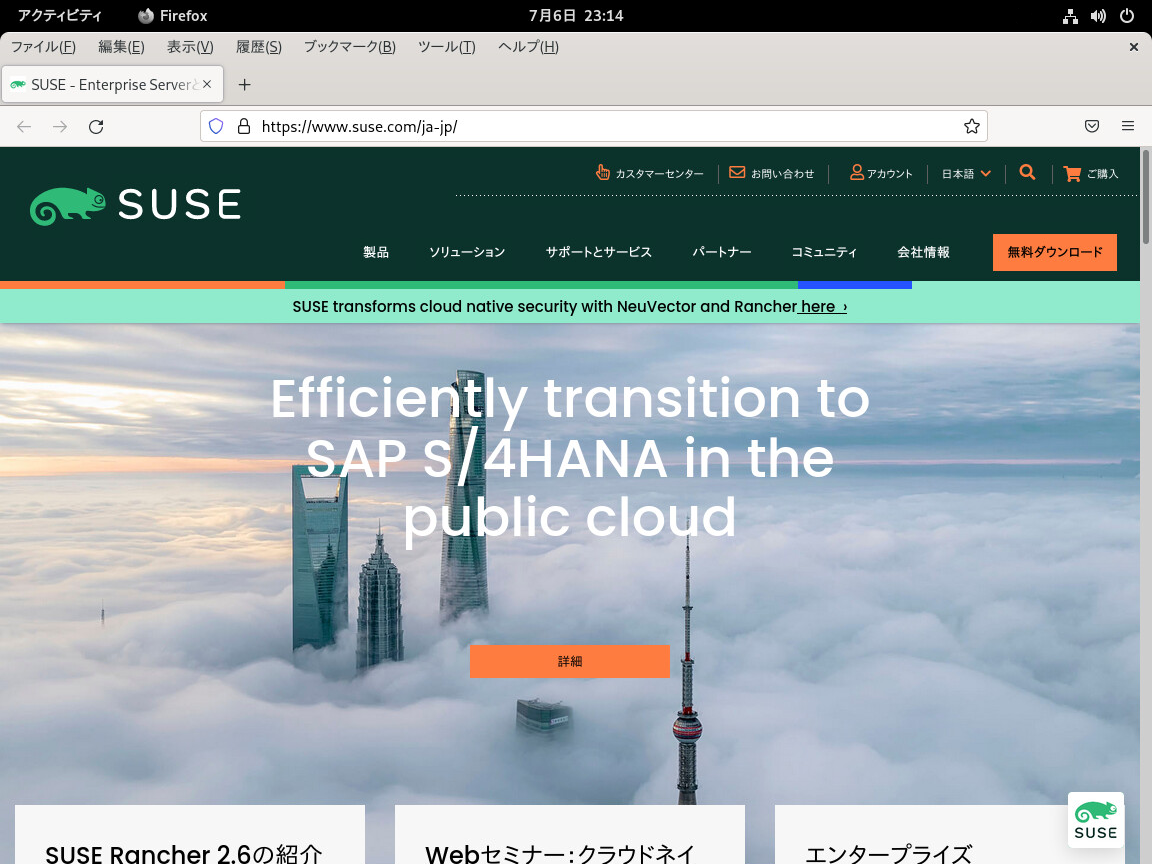 アクティビティ Firefox 7月6日 23:14
ファイル(F) 編集(E) 表示(V) 履歴(S) ブックマーク(B) ツール(T) ヘルプ(H)
SUSE - Enterprise Server
https://www.suse.com/ja-jp/
カスタマーセンター お問い合わせ アカウント 日本語 ご購入
SUSE
製品 ソリューション サポートとサービス パートナー コミュニティ 会社情報 無料ダウンロード
SUSE transforms cloud native security with NeuVector and Rancher here ›
Efficiently transition to
SAP S/4HANA in the
public cloud
詳細
SUSE
SUSE Rancher 2.6の紹介 Webセミナー：クラウドネイ エンタープライズ